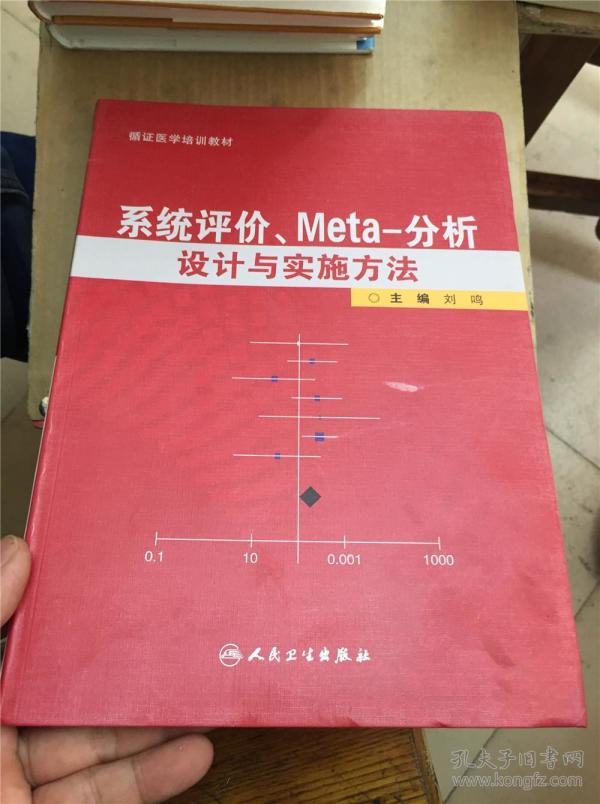 循证医学培训教材
系统评价、Meta-分析
设计与实施方法
主 编 刘 鸣
0.1 10 0.001 1000
人民卫生出版社
孔夫子旧书网
www.kongfz.com